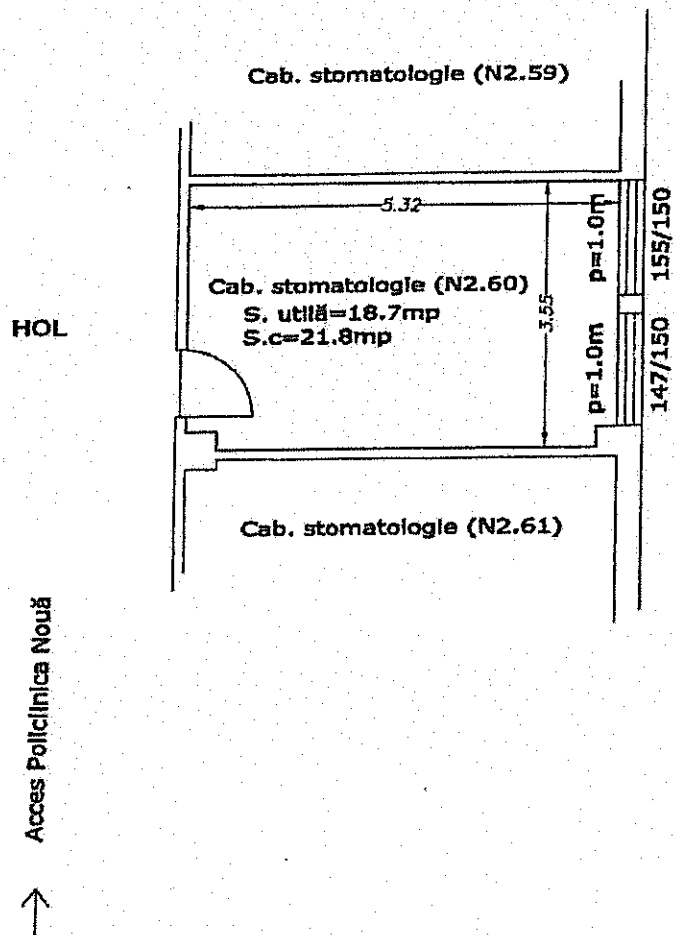 Cab. stomatologie (N2.59)
5.32
p=1.0m
155/150
Cab. stomatologie (N2.60)
S. utilă=18.7mp
S.c=21.8mp
3.55
HOL
p=1.0m
147/150
Cab. stomatologie (N2.61)
Acces Policlinica Nouă